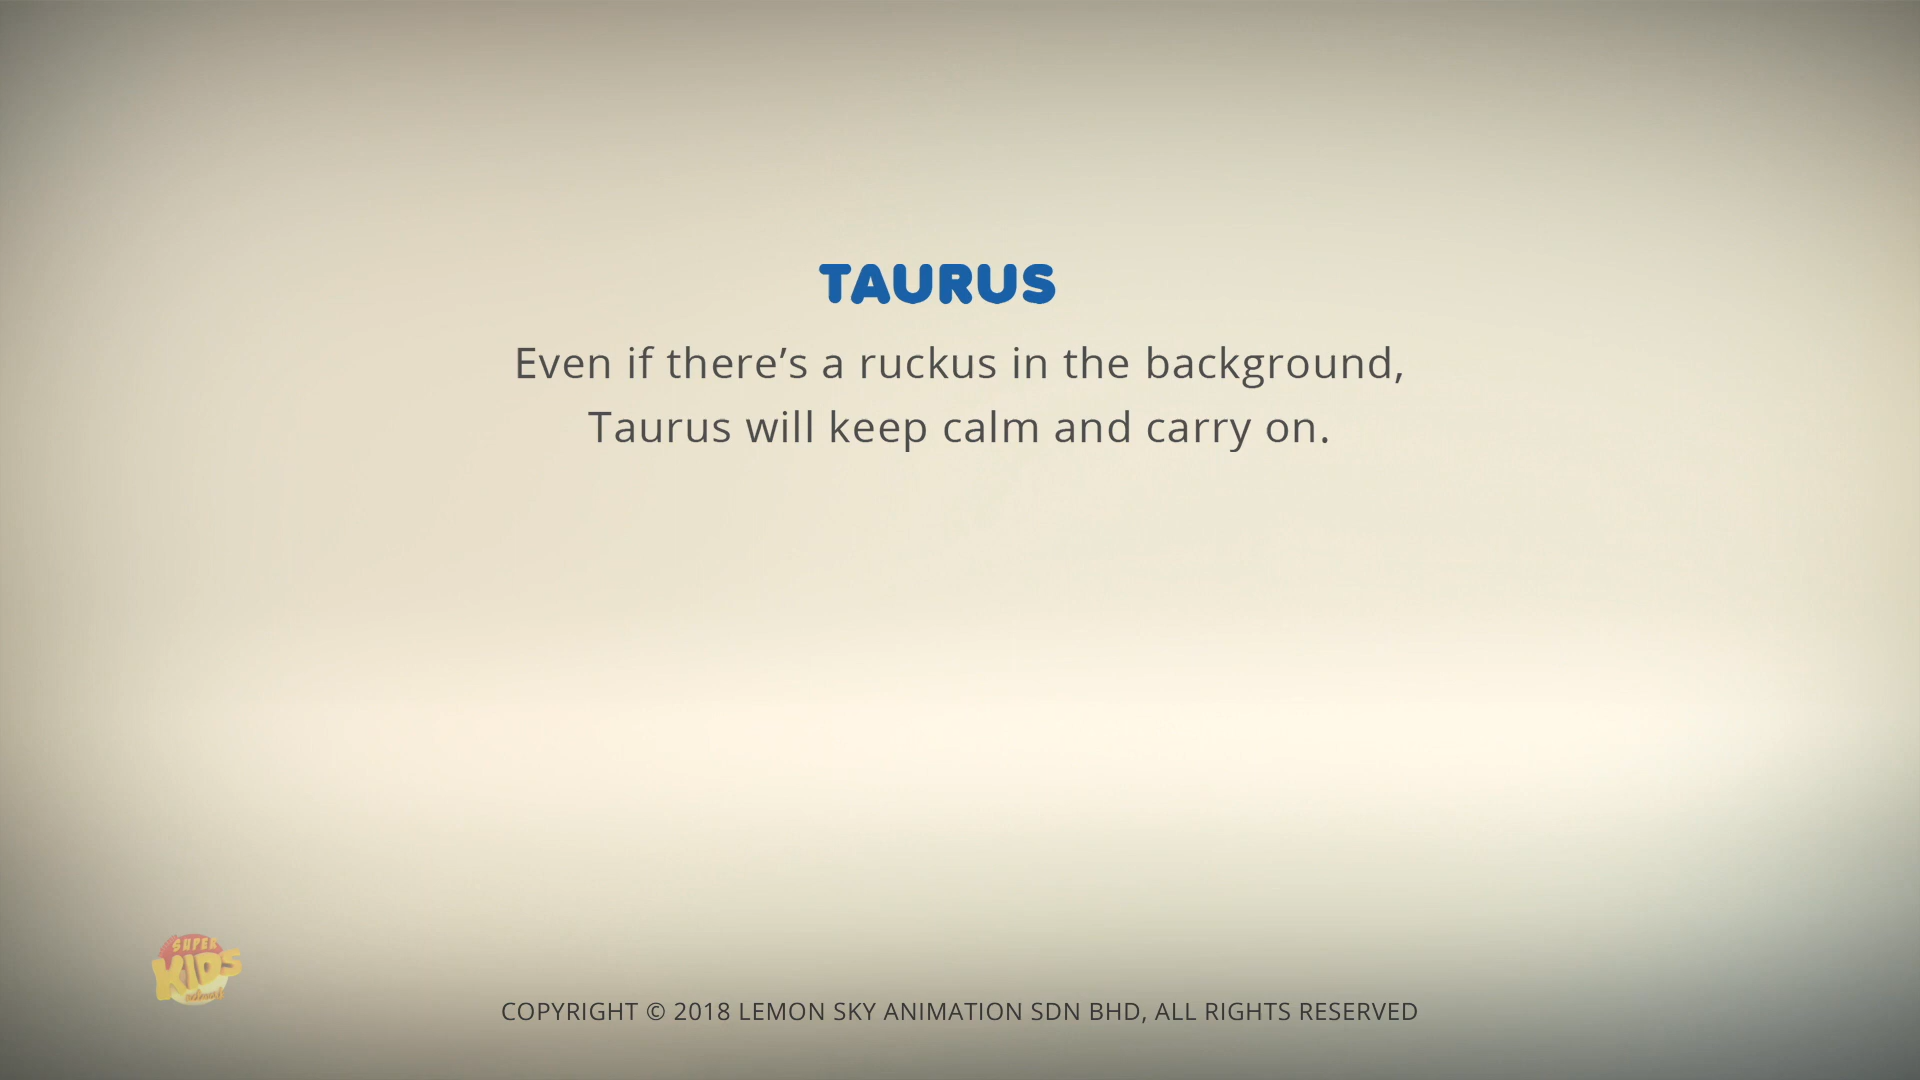 TAURUS
Even if there’s a ruckus in the background,
Taurus will keep calm and carry on.
SUPER
KIDS
COPYRIGHT © 2018 LEMON SKY ANIMATION SDN BHD, ALL RIGHTS RESERVED